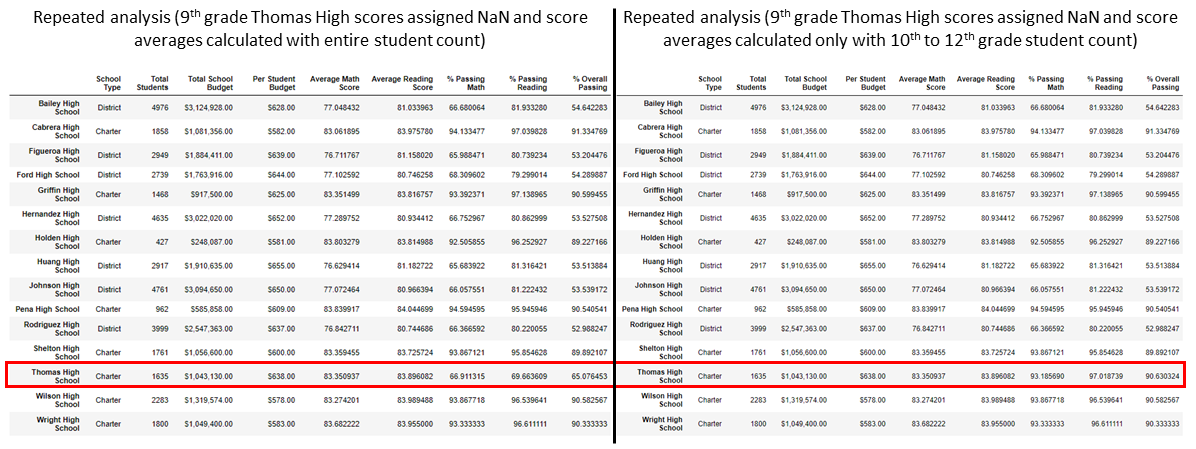 Repeated analysis (9th grade Thomas High scores assigned NaN and score
averages calculated with entire student count)
School Type Total Students Total School Budget Per Student Budget Average Math Score Average Reading Score % Passing Math % Passing Reading % Overall Passing
Bailey High School District 4976 $3,124,928.00 $628.00 77.048432 81.033963 66.680064 81.933280 54.642283
Cabrera High School Charter 1858 $1,081,356.00 $582.00 83.061895 83.975780 94.133477 97.039828 91.334769
Figueroa High School District 2949 $1,884,411.00 $639.00 76.711767 81.158020 65.988471 80.739234 53.204476
Ford High School District 2739 $1,763,916.00 $644.00 77.102592 80.746258 68.309602 79.299014 54.289887
Griffin High School Charter 1468 $917,500.00 $625.00 83.351499 83.816757 93.392371 97.138965 90.599455
Hernandez High School District 4635 $3,022,020.00 $652.00 77.289752 80.934412 66.752967 80.862999 53.527508
Holden High School Charter 427 $248,087.00 $581.00 83.803279 83.814988 92.505855 96.252927 89.227166
Huang High School District 2917 $1,910,635.00 $655.00 76.629414 81.182722 65.683922 81.316421 53.513884
Johnson High School District 4761 $3,094,650.00 $650.00 77.072464 80.966394 66.057551 81.222432 53.539172
Pena High School Charter 962 $585,858.00 $609.00 83.839917 84.044699 94.594595 95.945946 90.540541
Rodriguez High School District 3999 $2,547,363.00 $637.00 76.842711 80.744686 66.366592 80.220055 52.988247
Shelton High School Charter 1761 $1,056,600.00 $600.00 83.359455 83.725724 93.867121 95.854628 89.892107
Thomas High School Charter 1635 $1,043,130.00 $638.00 83.350937 83.896082 66.911315 69.663609 65.076453
Wilson High School Charter 2283 $1,319,574.00 $578.00 83.274201 83.989488 93.867718 96.539641 90.582567
Wright High School Charter 1800 $1,049,400.00 $583.00 83.682222 83.955000 93.333333 96.611111 90.333333
Repeated analysis (9th grade Thomas High scores assigned NaN and score
averages calculated only with 10th to 12th grade student count)
School Type Total Students Total School Budget Per Student Budget Average Math Score Average Reading Score % Passing Math % Passing Reading % Overall Passing
Bailey High School District 4976 $3,124,928.00 $628.00 77.048432 81.033963 66.680064 81.933280 54.642283
Cabrera High School Charter 1858 $1,081,356.00 $582.00 83.061895 83.975780 94.133477 97.039828 91.334769
Figueroa High School District 2949 $1,884,411.00 $639.00 76.711767 81.158020 65.988471 80.739234 53.204476
Ford High School District 2739 $1,763,916.00 $644.00 77.102592 80.746258 68.309602 79.299014 54.289887
Griffin High School Charter 1468 $917,500.00 $625.00 83.351499 83.816757 93.392371 97.138965 90.599455
Hernandez High School District 4635 $3,022,020.00 $652.00 77.289752 80.934412 66.752967 80.862999 53.527508
Holden High School Charter 427 $248,087.00 $581.00 83.803279 83.814988 92.505855 96.252927 89.227166
Huang High School District 2917 $1,910,635.00 $655.00 76.629414 81.182722 65.683922 81.316421 53.513884
Johnson High School District 4761 $3,094,650.00 $650.00 77.072464 80.966394 66.057551 81.222432 53.539172
Pena High School Charter 962 $585,858.00 $609.00 83.839917 84.044699 94.594595 95.945946 90.540541
Rodriguez High School District 3999 $2,547,363.00 $637.00 76.842711 80.744686 66.366592 80.220055 52.988247
Shelton High School Charter 1761 $1,056,600.00 $600.00 83.359455 83.725724 93.867121 95.854628 89.892107
Thomas High School Charter 1635 $1,043,130.00 $638.00 83.350937 83.896082 93.185690 97.018739 90.630324
Wilson High School Charter 2283 $1,319,574.00 $578.00 83.274201 83.989488 93.867718 96.539641 90.582567
Wright High School Charter 1800 $1,049,400.00 $583.00 83.682222 83.955000 93.333333 96.611111 90.333333